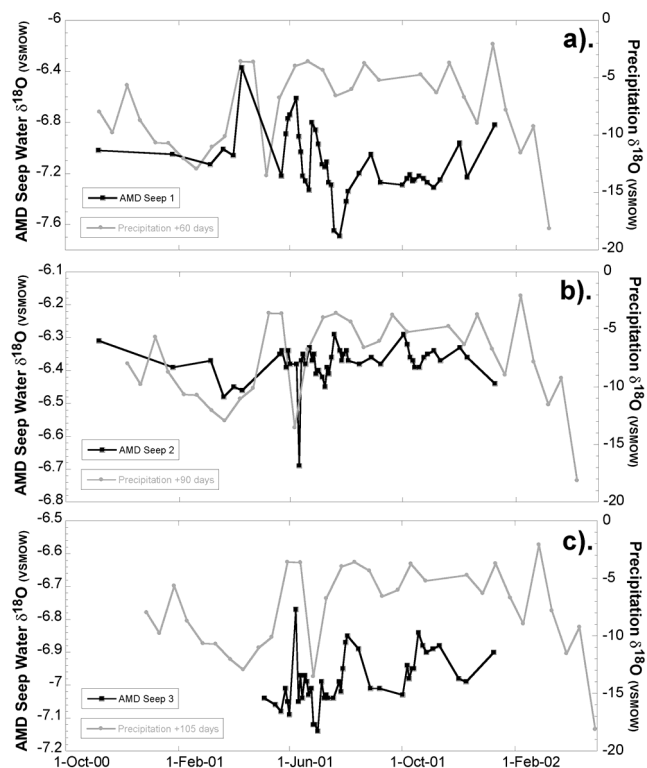 a).
AMD Seep Water δ18O (VSMOW)
-6
-6.4
-6.8
-7.2
-7.6
-8
AMD Seep 1
Precipitation +60 days
0
-5
-10
-15
-20
Precipitation δ18O (VSMOW)
b).
AMD Seep Water δ18O (VSMOW)
-6.1
-6.2
-6.3
-6.4
-6.5
-6.6
-6.7
-6.8
AMD Seep 2
Precipitation +90 days
0
-5
-10
-15
-20
Precipitation δ18O (VSMOW)
c).
AMD Seep Water δ18O (VSMOW)
-6.5
-6.6
-6.7
-6.8
-6.9
-7
-7.1
-7.2
AMD Seep 3
Precipitation +105 days
0
-5
-10
-15
-20
Precipitation δ18O (VSMOW)
1-Oct-00
1-Feb-01
1-Jun-01
1-Oct-01
1-Feb-02